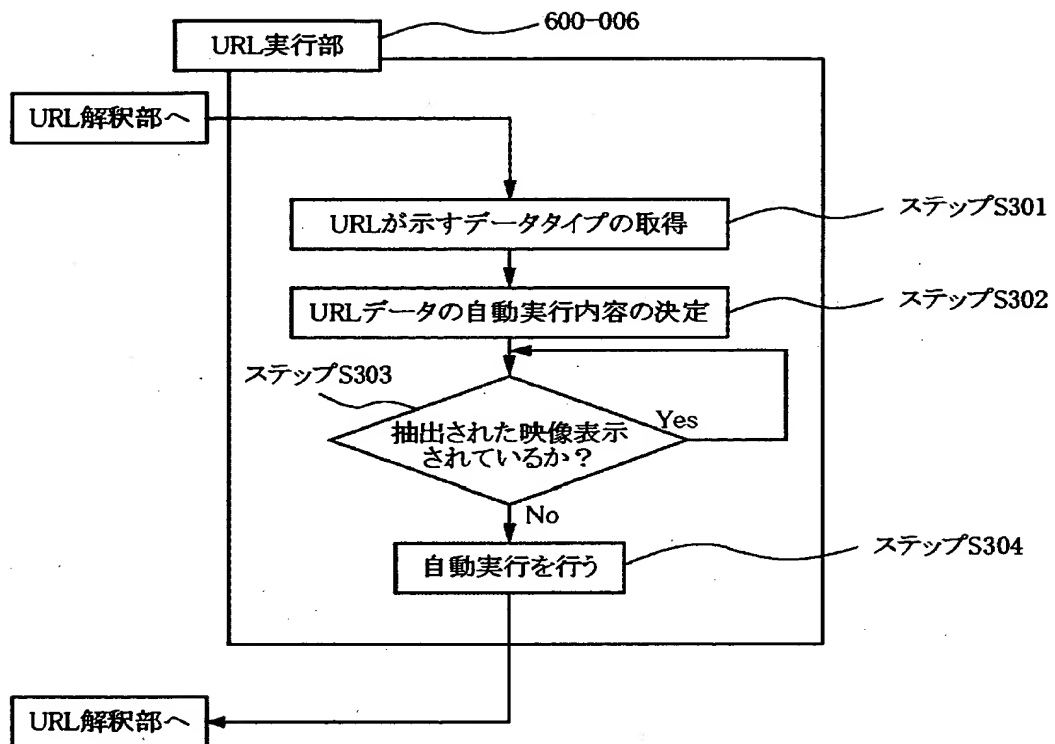 600-006
URL実行部
URL解釈部へ
ステップS301
URLが示すデータタイプの取得
ステップS302
URLデータの自動実行内容の決定
ステップS303
Yes
抽出された映像表示
されているか？
No
ステップS304
自動実行を行う
URL解釈部へ